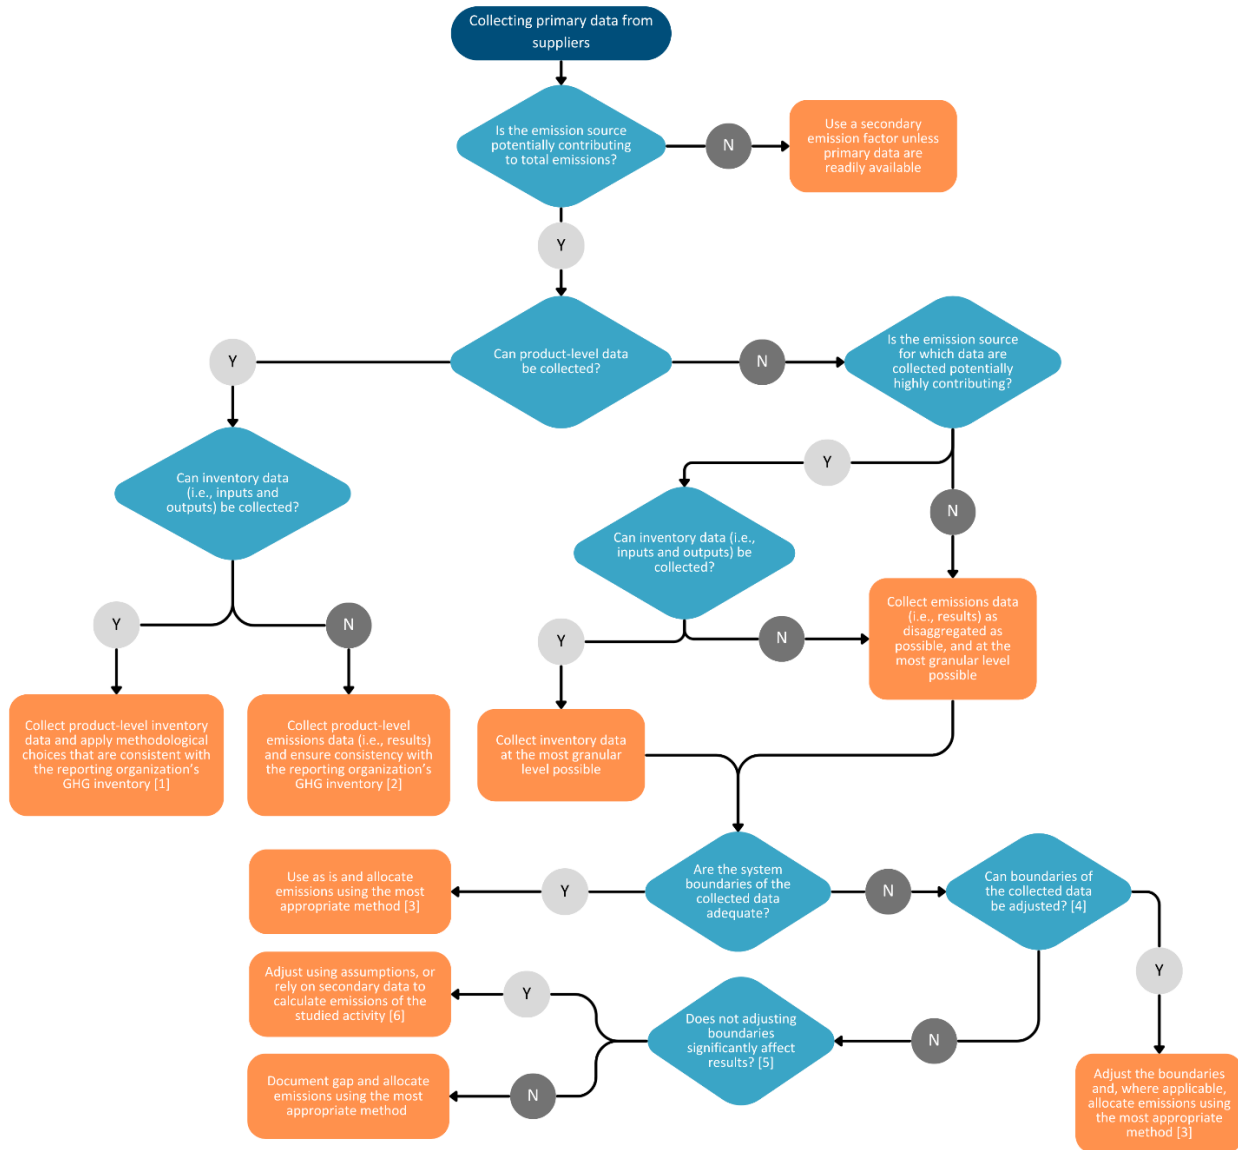 Collecting primary data from
suppliers
Is the emission source
potentially contributing
to total emissions?
N
Use a secondary
emission factor unless
primary data are
readily available
Y
Can product-level data
be collected?
Y
N
Is the emission source
for which data are
collected potentially
highly contributing?
Can inventory data
(i.e., inputs and
outputs) be collected?
Y
N
Can inventory data (i.e.,
inputs and outputs) be
collected?
Y
N
Y
N
Collect emissions data
(i.e., results) as
disaggregated as
possible, and at the
most granular level
possible
Collect product-level inventory
data and apply methodological
choices that are consistent with
the reporting organization's
GHG inventory [1]
Collect product-level
emissions data (i.e., results)
and ensure consistency with
the reporting organization's
GHG inventory [2]
Collect inventory data
at the most granular
level possible
Use as is and allocate
emissions using the most
appropriate method [3]
Y
Are the system
boundaries of the
collected data
adequate?
N
Can boundaries of
the collected data
be adjusted? [4]
Y
Adjust using assumptions, or
rely on secondary data to
calculate emissions of the
studied activity [6]
Y
Does not adjusting
boundaries
significantly affect
results? [5]
N
Document gap and allocate
emissions using the most
appropriate method
N
Adjust the boundaries
and, where applicable,
allocate emissions using
the most appropriate
method [3]